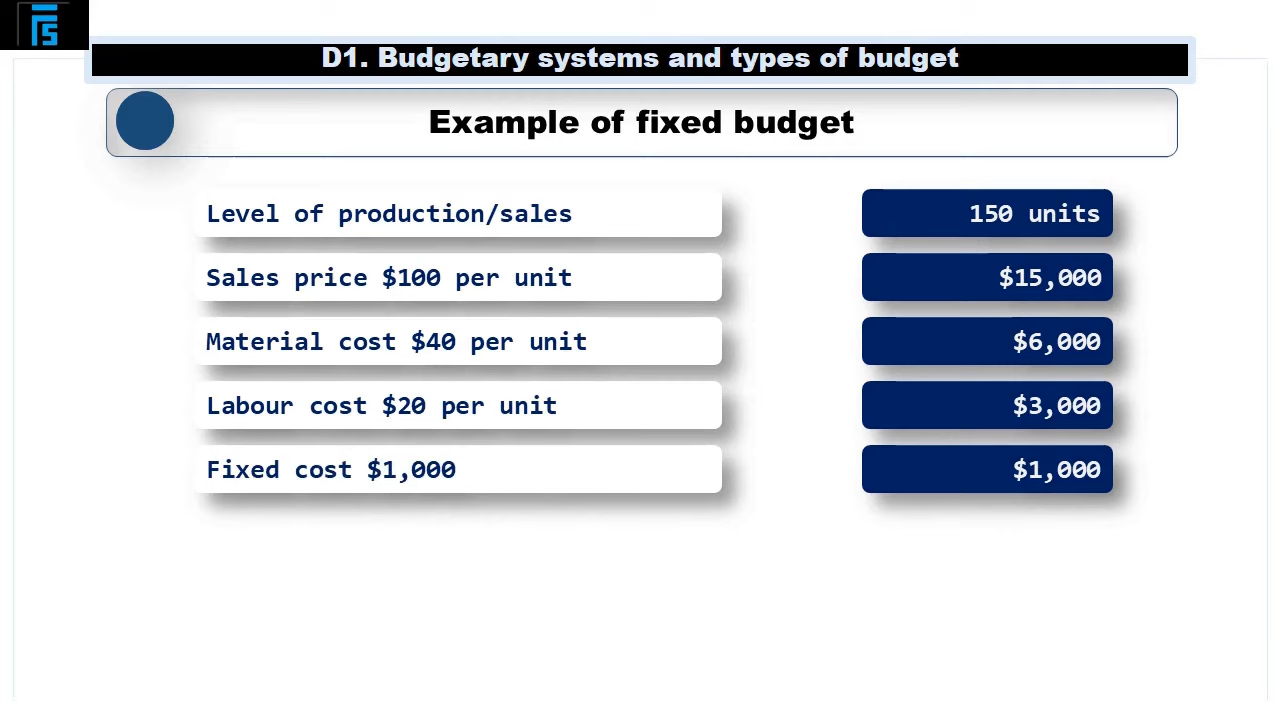 D1. Budgetary systems and types of budget
Example of fixed budget
Level of production/sales 150 units
Sales price $100 per unit $15,000
Material cost $40 per unit $6,000
Labour cost $20 per unit $3,000
Fixed cost $1,000 $1,000